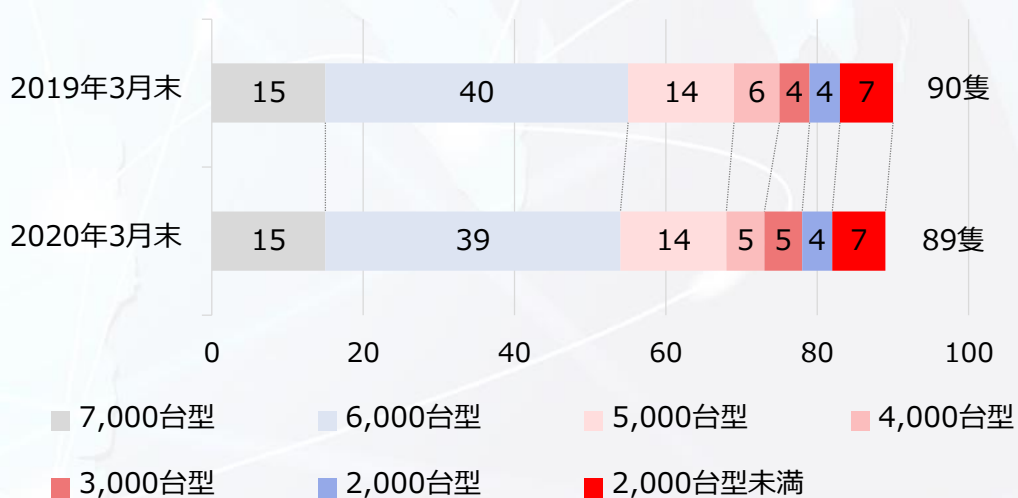 2019年3月末 15 40 14 6 4 4 7 90隻
2020年3月末 15 39 14 5 5 4 7 89隻
0 20 40 60 80 100
7,000台型 6,000台型 5,000台型 4,000台型
3,000台型 2,000台型 2,000台型未満